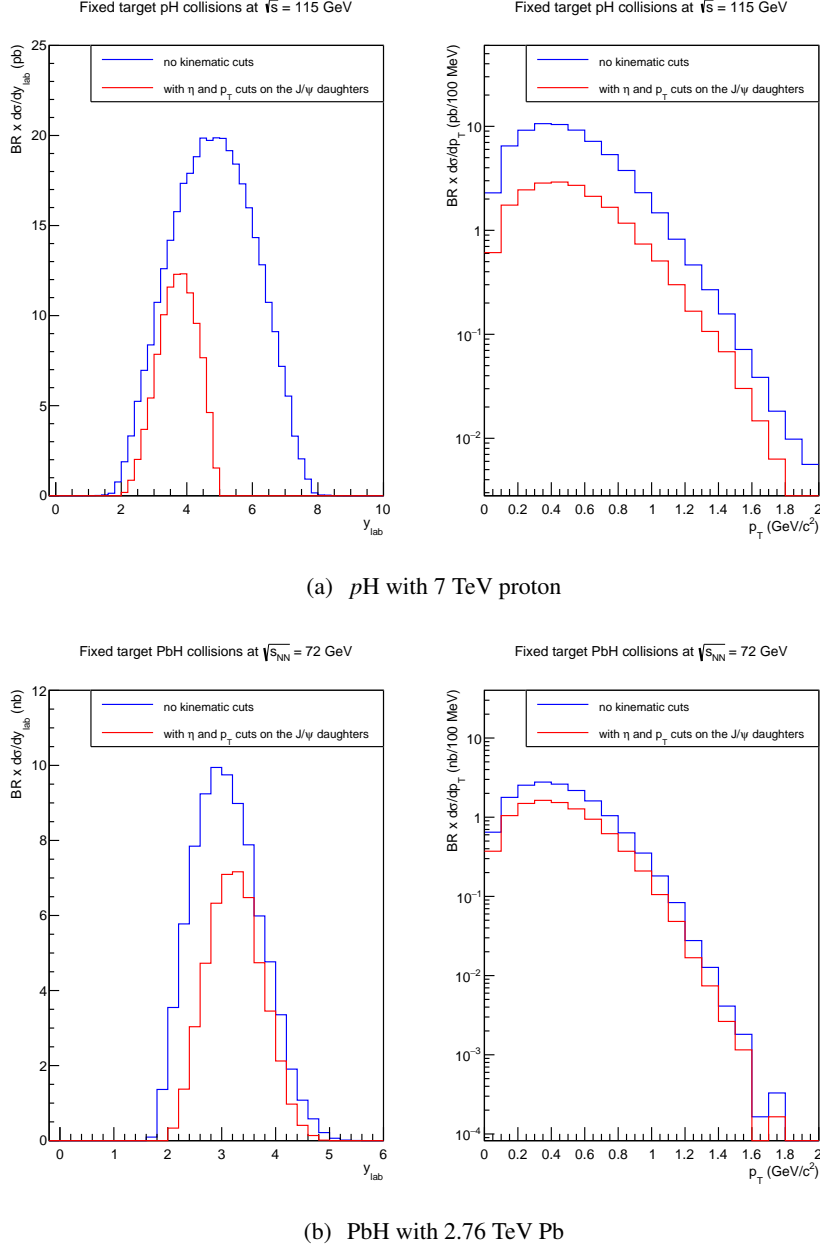 Fixed target pH collisions at √s = 115 GeV
BR x dσ/dy_lab (pb)
no kinematic cuts
with η and p_T cuts on the J/ψ daughters
25
20
15
10
5
0
0 2 4 6 8 10
y_lab
Fixed target pH collisions at √s = 115 GeV
BR x dσ/dp_T (pb/100 MeV)
no kinematic cuts
with η and p_T cuts on the J/ψ daughters
10
1
10⁻¹
10⁻²
0 0.2 0.4 0.6 0.8 1 1.2 1.4 1.6 1.8 2
p_T (GeV/c²)
(a) pH with 7 TeV proton
Fixed target PbH collisions at √s_NN = 72 GeV
BR x dσ/dy_lab (nb)
no kinematic cuts
with η and p_T cuts on the J/ψ daughters
12
10
8
6
4
2
0
0 1 2 3 4 5 6
y_lab
Fixed target PbH collisions at √s_NN = 72 GeV
BR x dσ/dp_T (nb/100 MeV)
no kinematic cuts
with η and p_T cuts on the J/ψ daughters
10
1
10⁻¹
10⁻²
10⁻³
10⁻⁴
0 0.2 0.4 0.6 0.8 1 1.2 1.4 1.6 1.8 2
p_T (GeV/c²)
(b) PbH with 2.76 TeV Pb